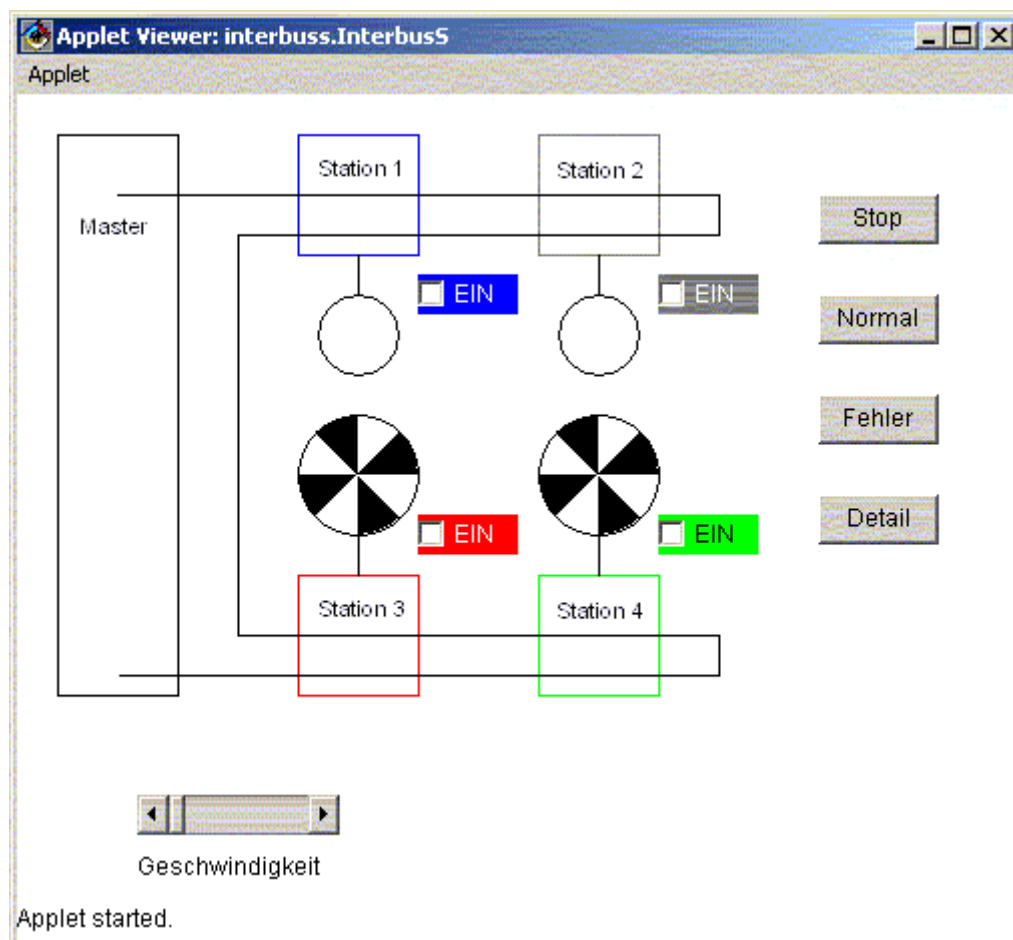 Applet Viewer: interbuss.InterbusS
Applet
Station 1
Station 2
Master
Stop
EIN
EIN
Normal
Fehler
Detail
EIN
EIN
Station 3
Station 4
Geschwindigkeit
Applet started.